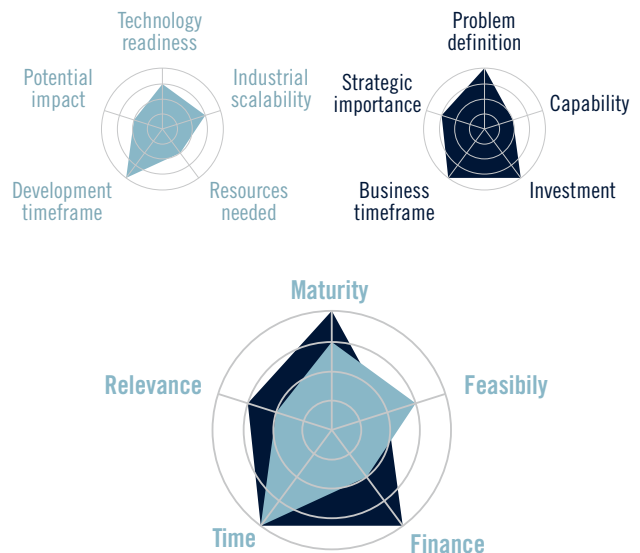 Technology
readiness
Potential
impact
Industrial
scalability
Development
timeframe
Resources
needed
Problem
definition
Strategic
importance
Capability
Business
timeframe
Investment
Maturity
Relevance
Feasibily
Time
Finance